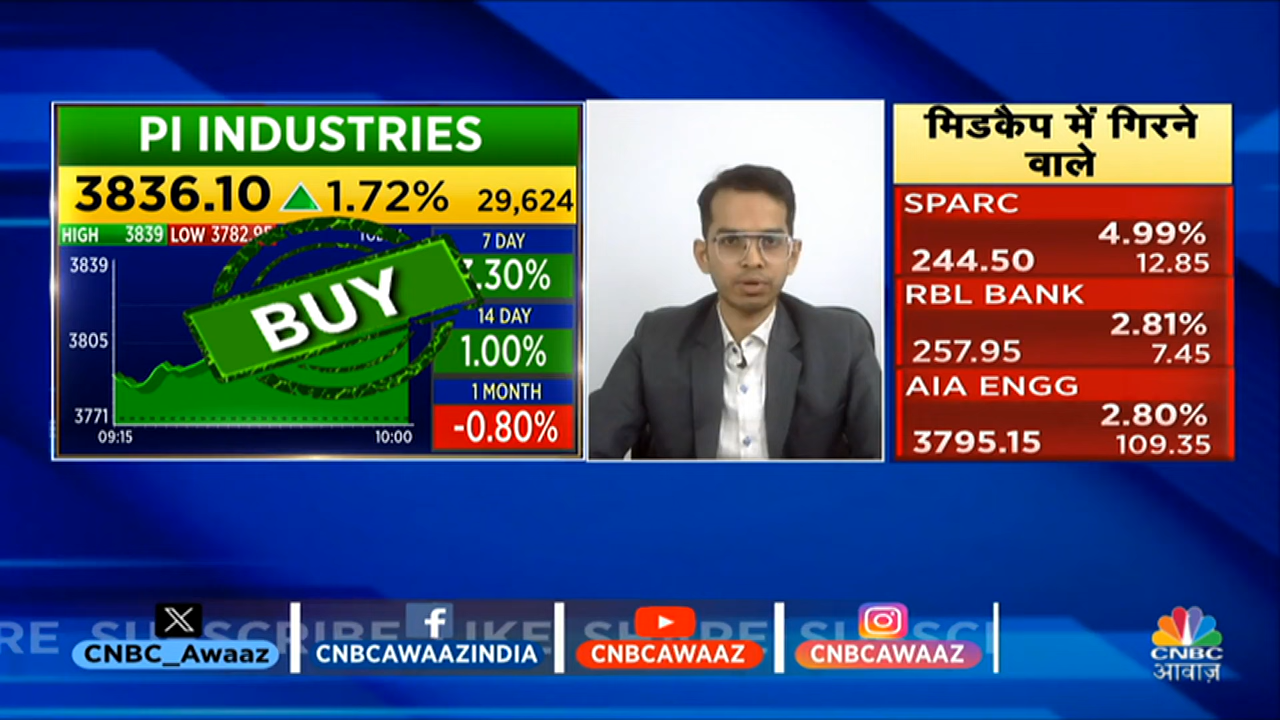 PI INDUSTRIES
3836.10 1.72% 29,624
HIGH 3839 LOW
3839
3805
3771
09:15 10:00
BUY
7 DAY
14 DAY
1.00%
1 MONTH
-0.80%
मिडकैप में गिरने
वाले
SPARC
4.99%
244.50 12.85
RBL BANK
2.81%
257.95 7.45
AIA ENGG
2.80%
3795.15 109.35
CNBC_Awaaz
CNBCAWAAZINDIA
CNBCAWAAZ
CNBCAWAAZ
CNBC
आवाज़